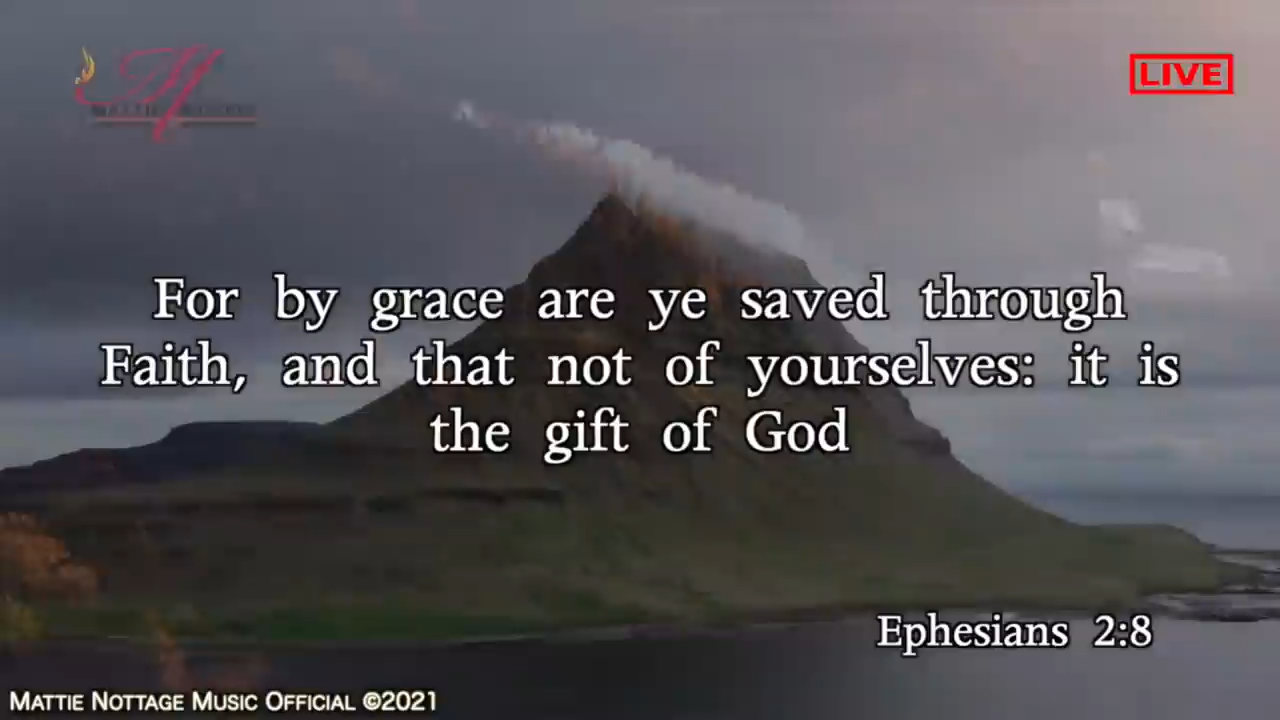 LIVE
For by grace are ye saved through
Faith, and that not of yourselves: it is
the gift of God
Ephesians 2:8
MATTIE NOTTAGE MUSIC OFFICIAL ©2021